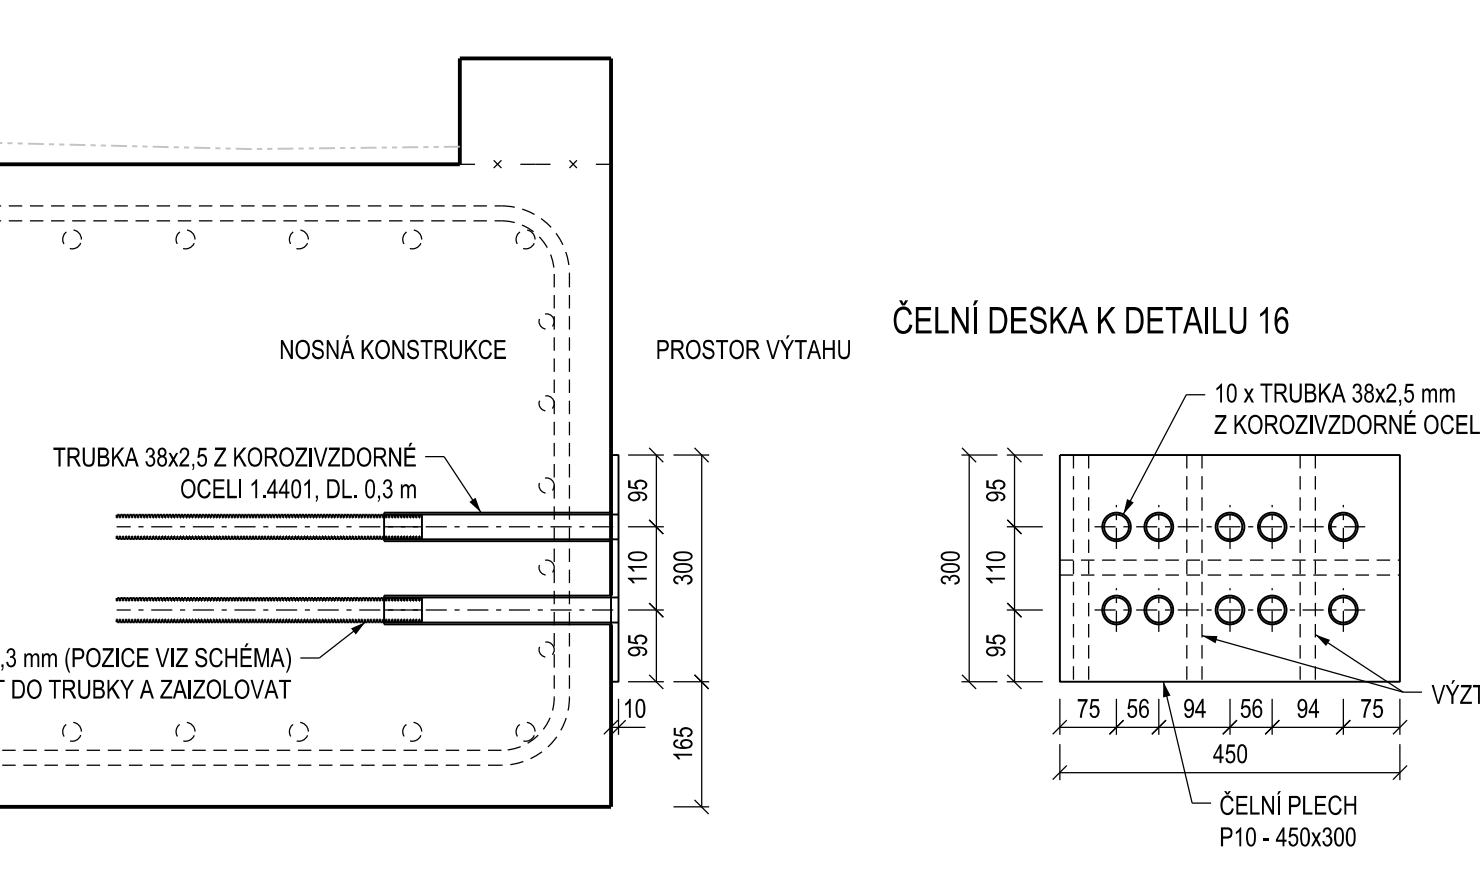 ČELNÍ DESKA K DETAILU 16
NOSNÁ KONSTRUKCE
PROSTOR VÝTAHU
TRUBKA 38x2,5 Z KOROZIVZDORNÉ
OCELI 1.4401, DL. 0,3 m
,3 mm (POZICE VIZ SCHÉMA)
T DO TRUBKY A ZAIZOLOVAT
95
110
95
300
10
165
10 x TRUBKA 38x2,5 mm
Z KOROZIVZDORNÉ OCEL
95
110
95
300
VÝZT
75 56 94 56 94 75
450
ČELNÍ PLECH
P10 - 450x300